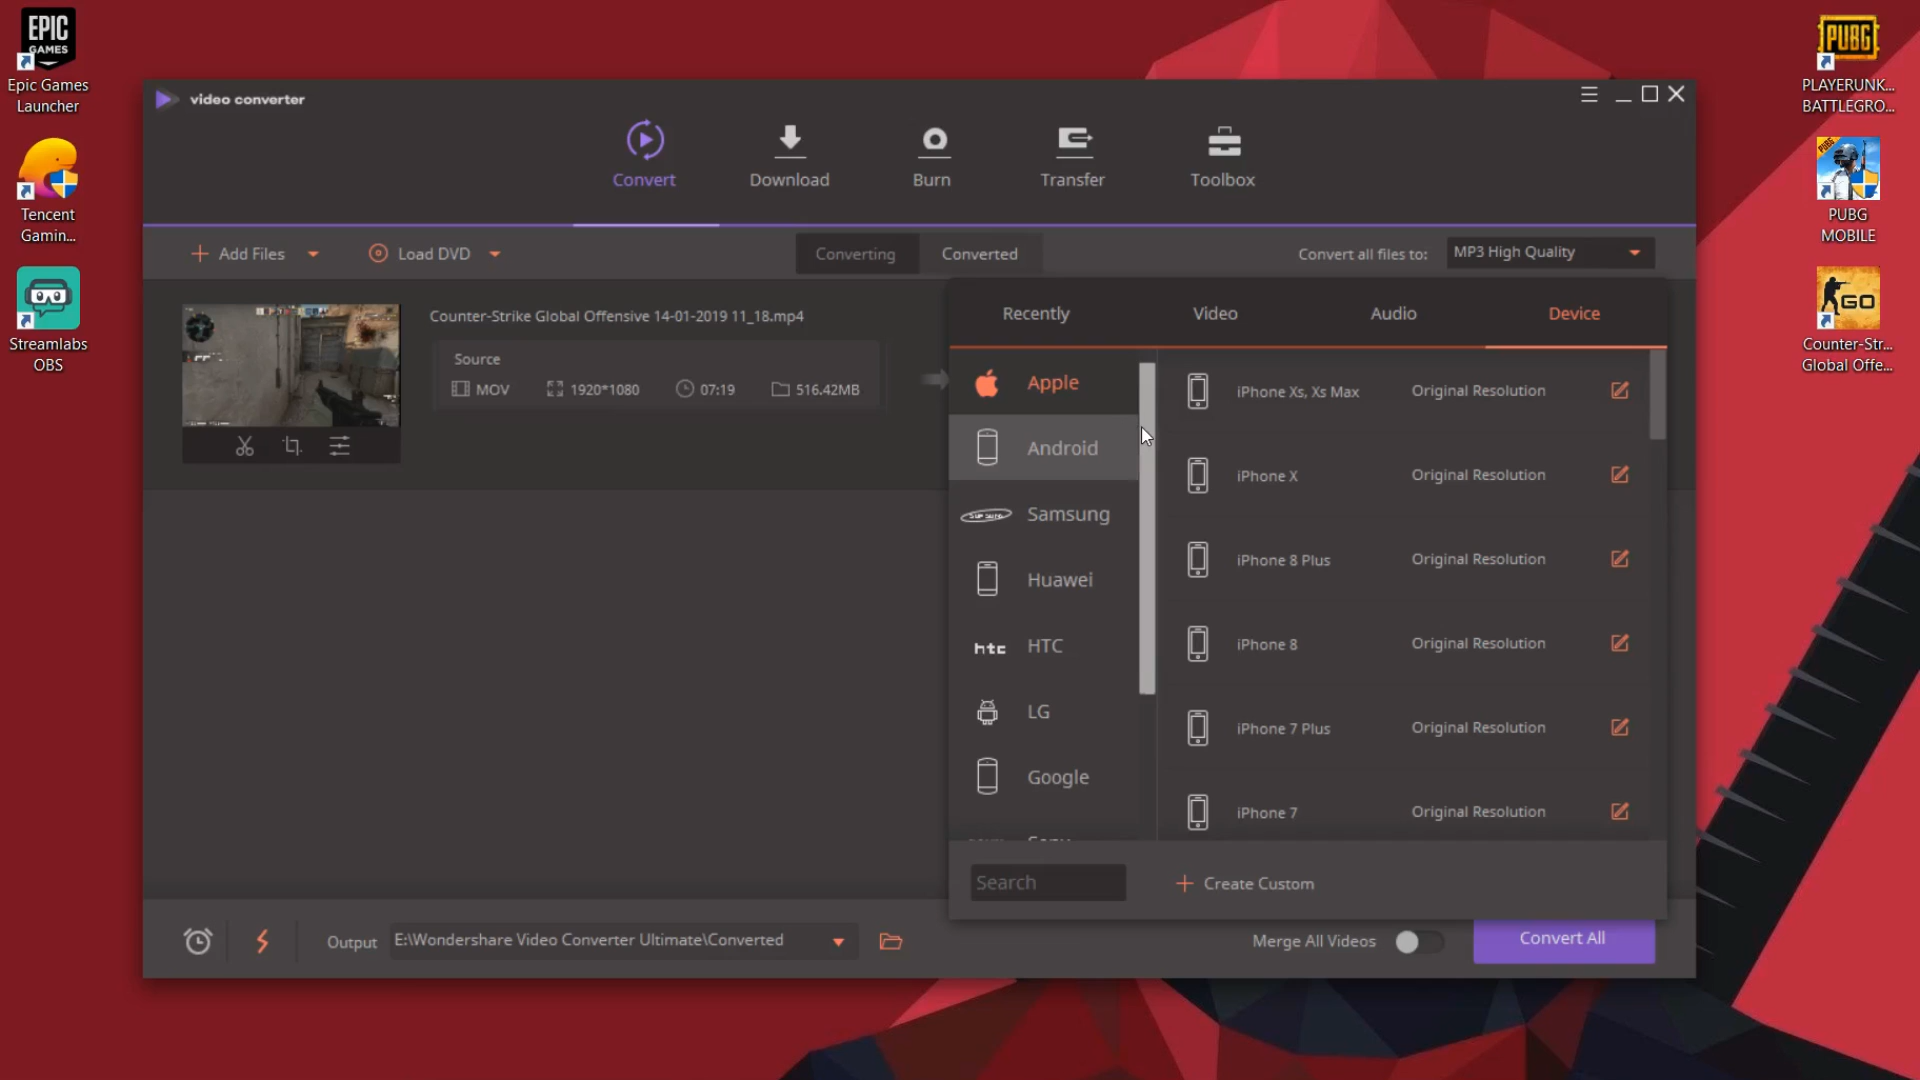 EPIC
GAMES
Epic Games
Launcher
Tencent
Gamin...
Streamlabs
OBS
video converter
Convert
Download
Burn
Transfer
Toolbox
Add Files
Load DVD
Converting
Converted
Convert all files to:
MP3 High Quality
Counter-Strike Global Offensive 14-01-2019 11_18.mp4
Source
MOV
1920*1080
07:19
516.42MB
Recently
Video
Audio
Device
Apple
Android
SAMSUNG
Samsung
Huawei
htc
HTC
LG
Google
Sony
iPhone Xs, Xs Max
Original Resolution
iPhone X
Original Resolution
iPhone 8 Plus
Original Resolution
iPhone 8
Original Resolution
iPhone 7 Plus
Original Resolution
iPhone 7
Original Resolution
Search
Create Custom
Output
E:\Wondershare Video Converter Ultimate\Converted
Merge All Videos
Convert All
PUBG
PLAYERUNK...
BATTLEGRO...
PUBG
PUBG
MOBILE
GO
Counter-Str...
Global Offe...